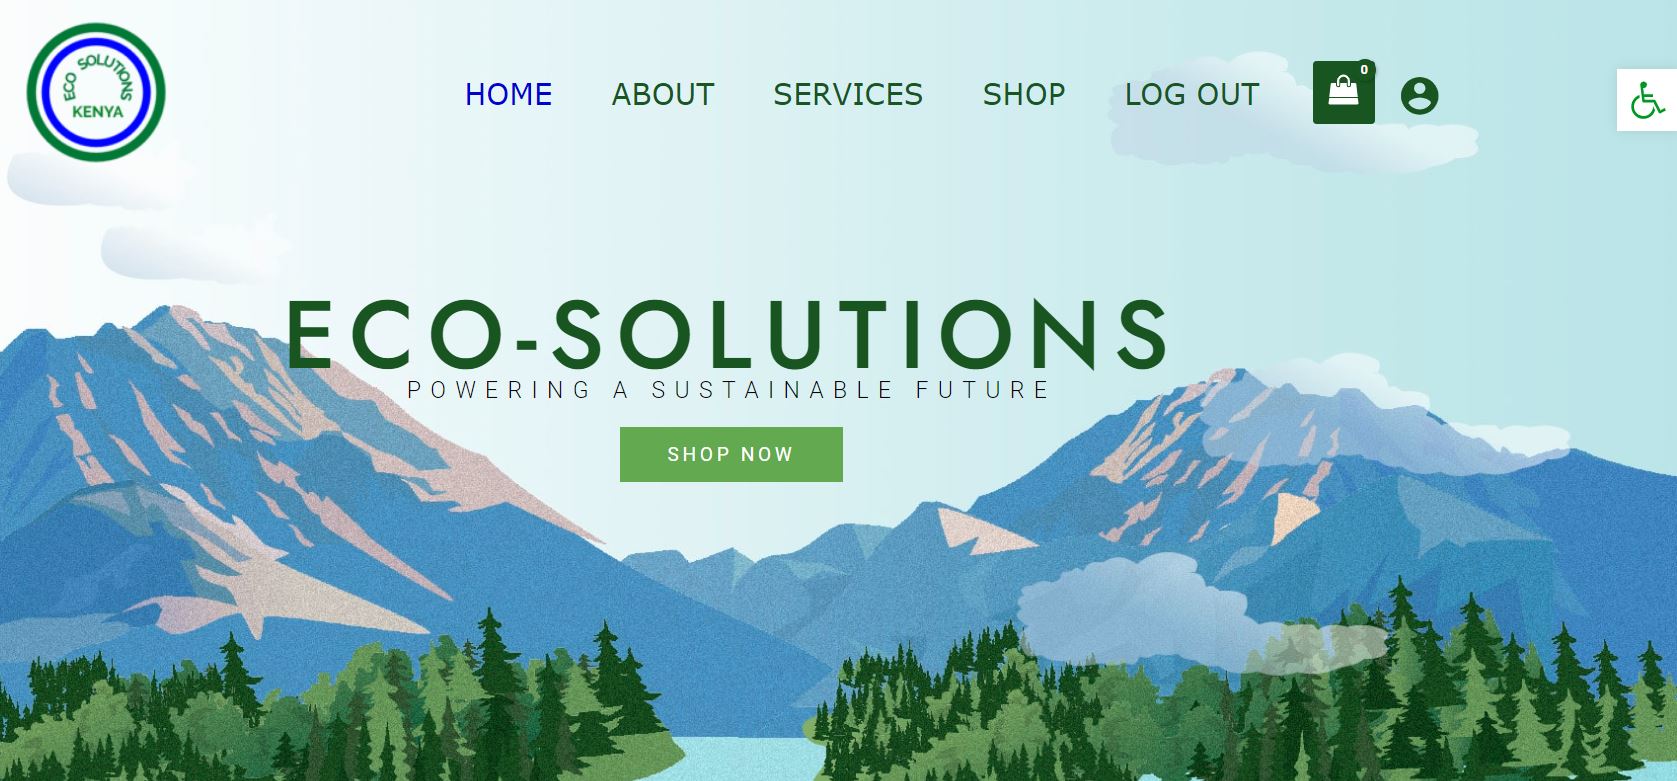 ECO SOLUTIONS
KENYA
HOME ABOUT SERVICES SHOP LOG OUT 0
ECO-SOLUTIONS
POWERING A SUSTAINABLE FUTURE
SHOP NOW